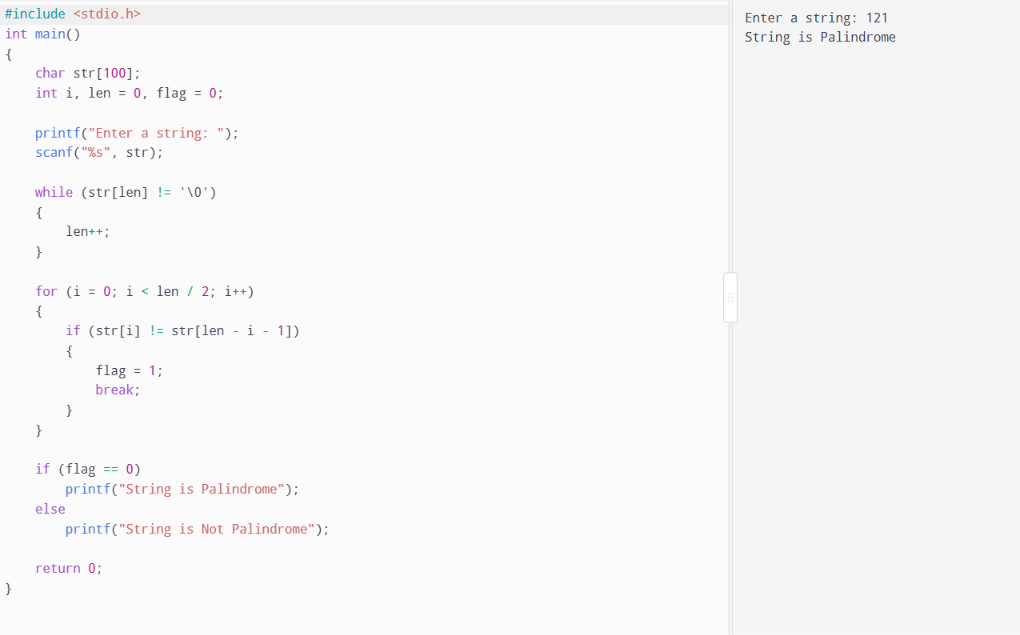 #include <stdio.h>
int main()
{
    char str[100];
    int i, len = 0, flag = 0;

    printf("Enter a string: ");
    scanf("%s", str);

    while (str[len] != '\0')
    {
        len++;
    }

    for (i = 0; i < len / 2; i++)
    {
        if (str[i] != str[len - i - 1])
        {
            flag = 1;
            break;
        }
    }

    if (flag == 0)
        printf("String is Palindrome");
    else
        printf("String is Not Palindrome");

    return 0;
}
Enter a string: 121
String is Palindrome